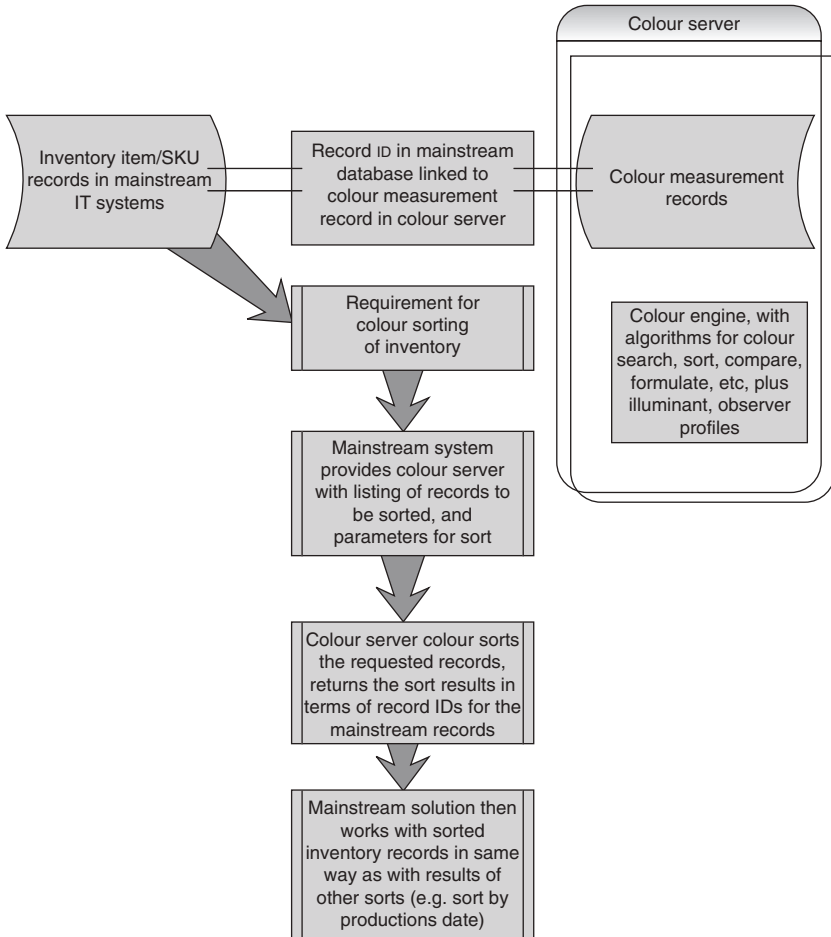 Colour server
Inventory item/SKU
records in mainstream
IT systems
Record ID in mainstream
database linked to
colour measurement
record in colour server
Colour measurement
records
Requirement for
colour sorting
of inventory
Colour engine, with
algorithms for colour
search, sort, compare,
formulate, etc, plus
illuminant, observer
profiles
Mainstream system
provides colour server
with listing of records to
be sorted, and
parameters for sort
Colour server colour sorts
the requested records,
returns the sort results in
terms of record IDs for the
mainstream records
Mainstream solution then
works with sorted
inventory records in same
way as with results of
other sorts (e.g. sort by
productions date)